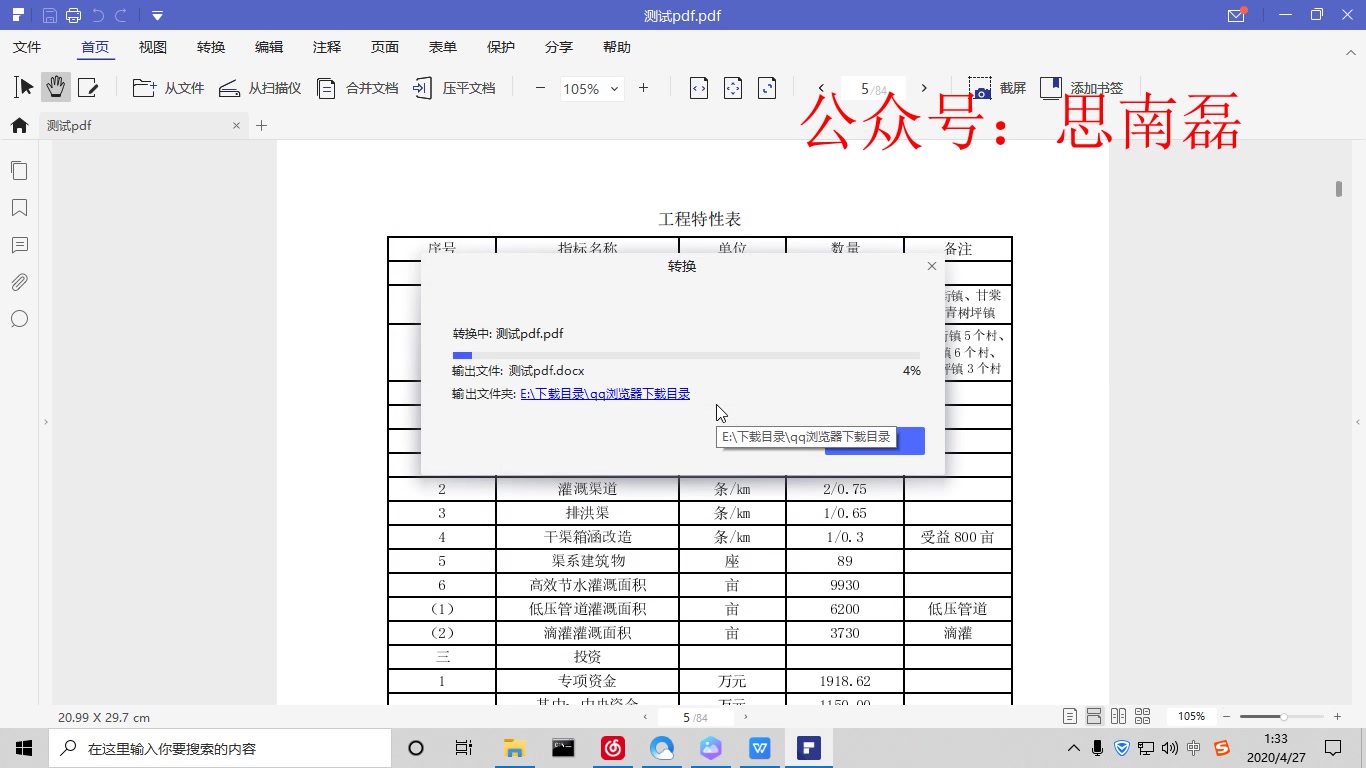 测试pdf.pdf
文件 首页 视图 转换 编辑 注释 页面 表单 保护 分享 帮助
从文件 从扫描仪 合并文档 压平文档 105% 5 /84 截屏 添加书签
公众号：思南磊
测试pdf
工程特性表
序号 指标名称 单位 数量 备注
转换
街镇、甘棠
青树坪镇
转换中: 测试pdf.pdf
街镇 5 个村、
镇 6 个村、
坪镇 3 个村
输出文件: 测试pdf.docx 4%
输出文件夹: E:\下载目录\qq浏览器下载目录
E:\下载目录\qq浏览器下载目录
2 灌溉渠道 条/km 2/0.75
3 排洪渠 条/km 1/0.65
4 干渠箱涵改造 条/km 1/0.3 受益 800 亩
5 渠系建筑物 座 89
6 高效节水灌溉面积 亩 9930
（1） 低压管道灌溉面积 亩 6200 低压管道
（2） 滴灌灌溉面积 亩 3730 滴灌
三 投资
1 专项资金 万元 1918.62
其中：中央资金 万元 1150.00
20.99 X 29.7 cm 5 /84 105%
在这里输入你要搜索的内容 中 1:33
2020/4/27